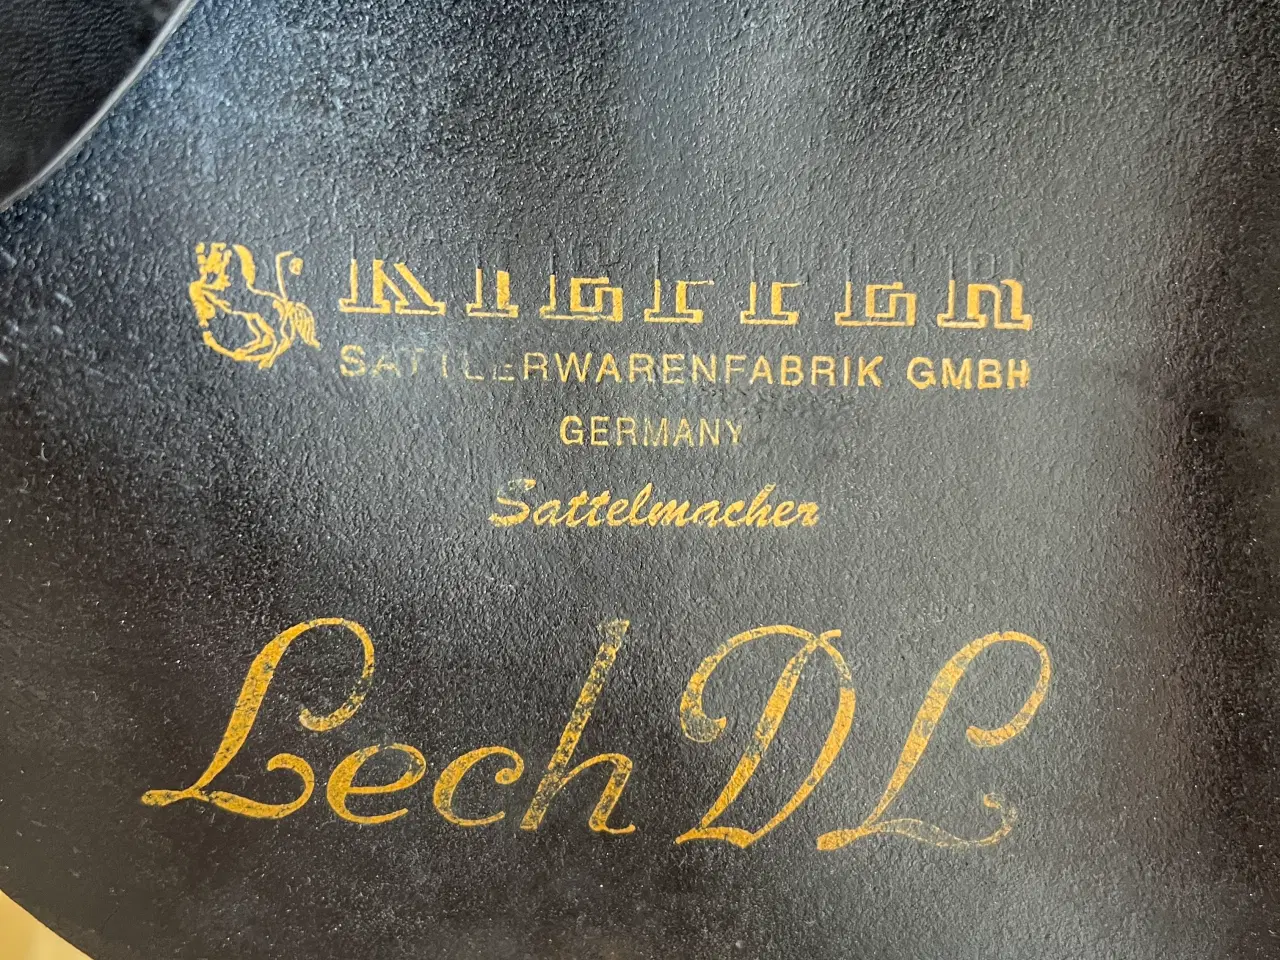 KIEFFER
SATTLERWARENFABRIK GMBH
GERMANY
Sattelmacher
Lech DL